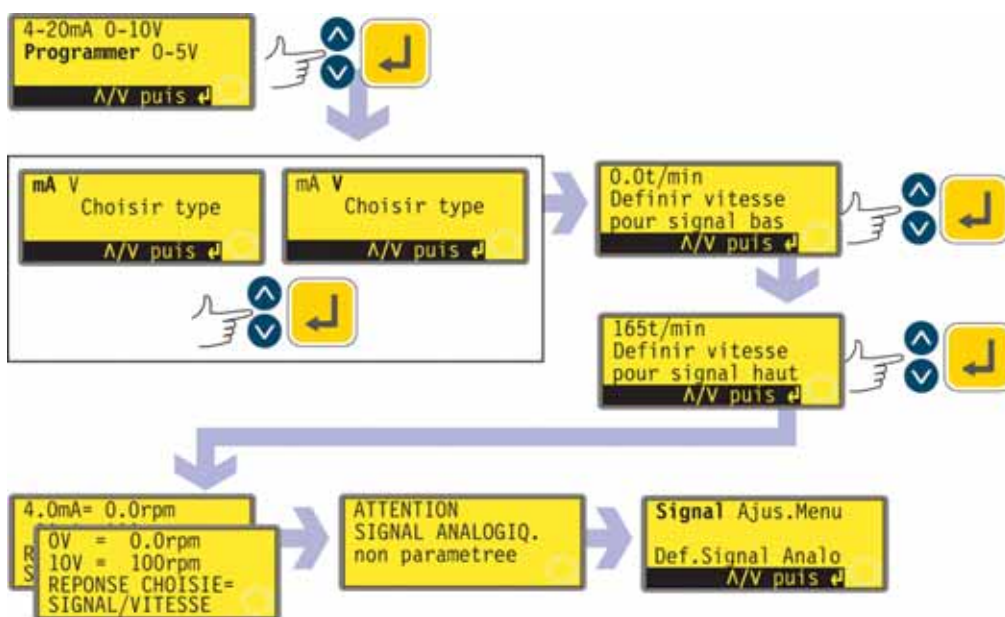 4-20mA 0-10V
Programmer 0-5V
Λ/V puis ↲
mA V
Choisir type
Λ/V puis ↲
mA V
Choisir type
Λ/V puis ↲
0.0t/min
Definir vitesse
pour signal bas
Λ/V puis ↲
165t/min
Definir vitesse
pour signal haut
Λ/V puis ↲
4.0mA= 0.0rpm
R
S
0V = 0.0rpm
10V = 100rpm
REPONSE CHOISIE=
SIGNAL/VITESSE
ATTENTION
SIGNAL ANALOGIQ.
non parametree
Signal Ajus.Menu
Def.Signal Analo
Λ/V puis ↲